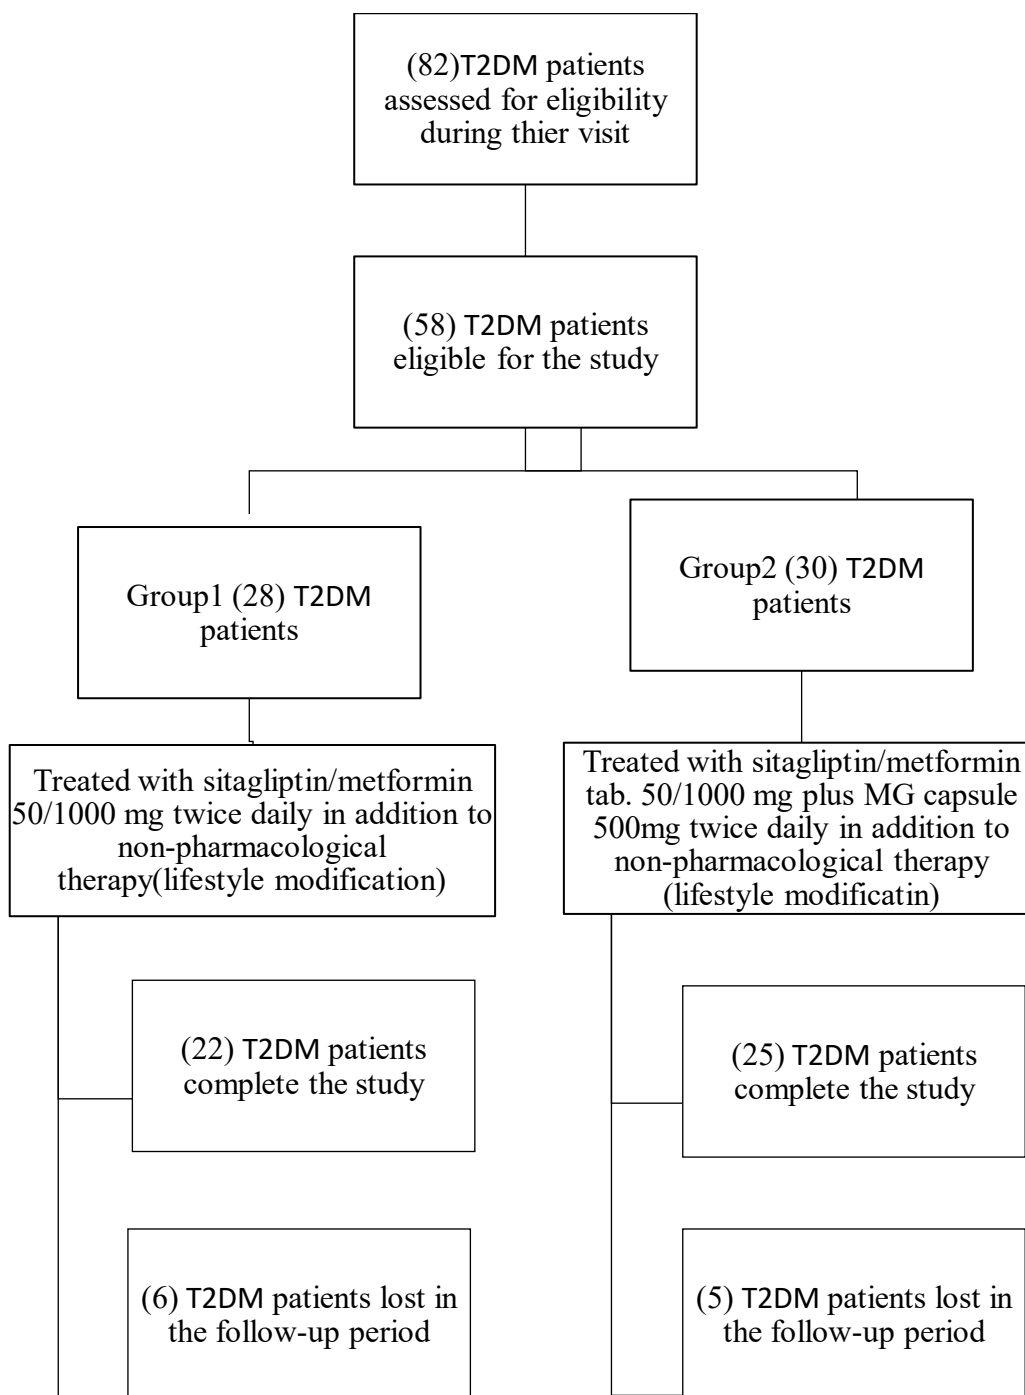 (82)T2DM patients
assessed for eligibility
during thier visit
(58) T2DM patients
eligible for the study
Group1 (28) T2DM
patients
Group2 (30) T2DM
patients
Treated with sitagliptin/metformin
50/1000 mg twice daily in addition to
non-pharmacological
therapy(lifestyle modification)
Treated with sitagliptin/metformin
tab. 50/1000 mg plus MG capsule
500mg twice daily in addition to
non-pharmacological therapy
(lifestyle modificatin)
(22) T2DM patients
complete the study
(25) T2DM patients
complete the study
(6) T2DM patients lost in
the follow-up period
(5) T2DM patients lost in
the follow-up period